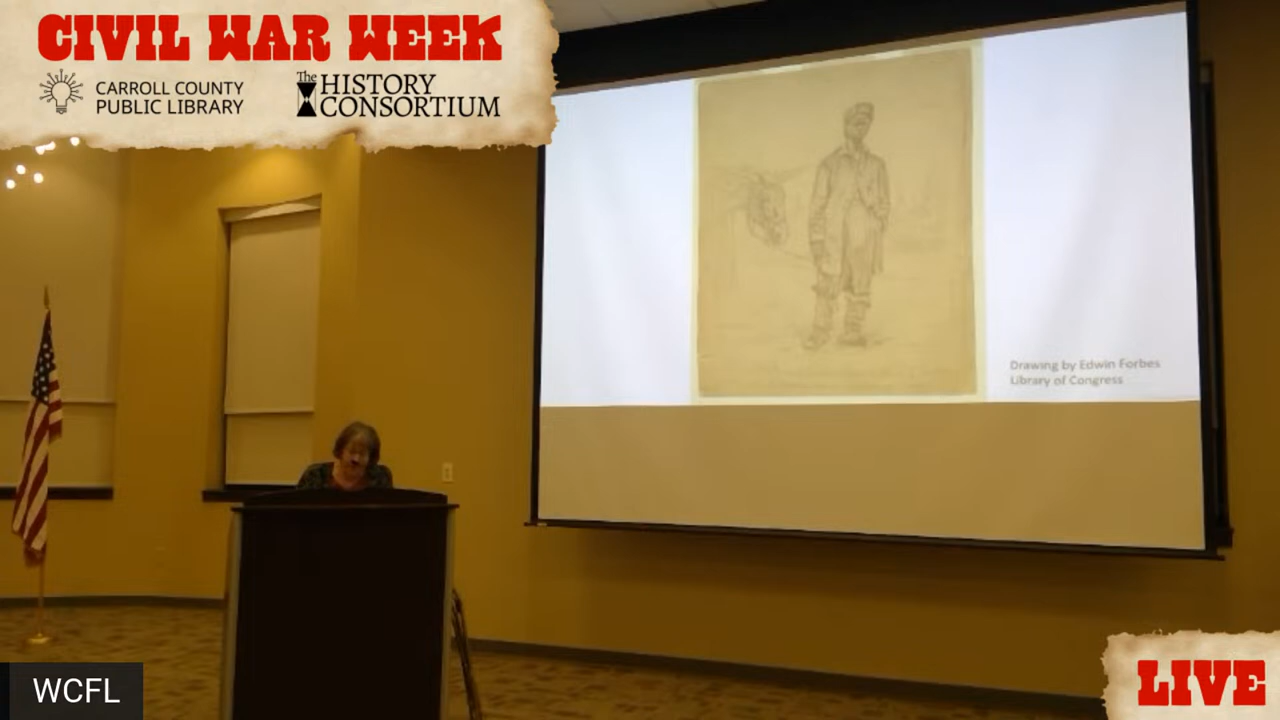 CIVIL WAR WEEK
CARROLL COUNTY
PUBLIC LIBRARY
The HISTORY
CONSORTIUM
Drawing by Edwin Forbes
Library of Congress
WCFL
LIVE